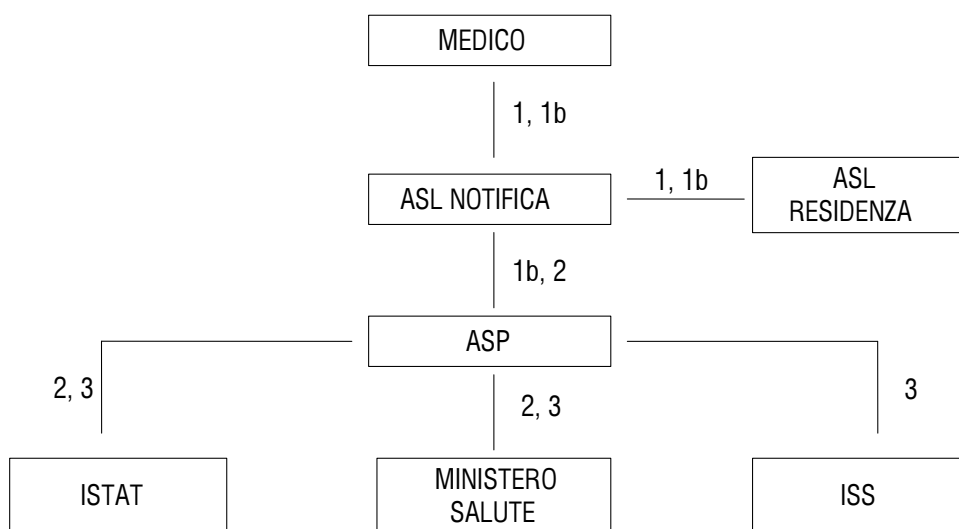 MEDICO
1, 1b
ASL NOTIFICA
1, 1b
ASL
RESIDENZA
1b, 2
ASP
2, 3
2, 3
3
ISTAT
MINISTERO
SALUTE
ISS